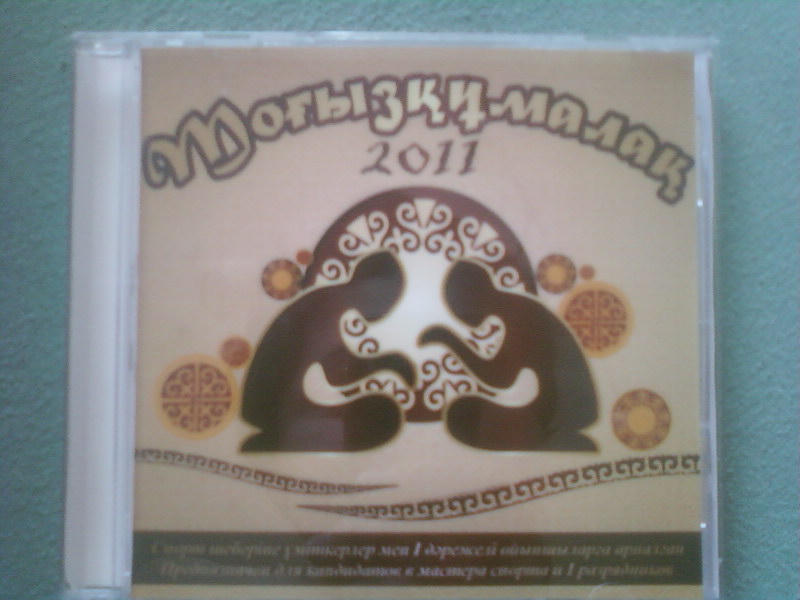 Тоғызқұмалақ
2011
Спорт шеберіне үміткерлер мен I дәрежелі ойыншыларға арналған
Предназначен для кандидатов в мастера спорта и I разрядников